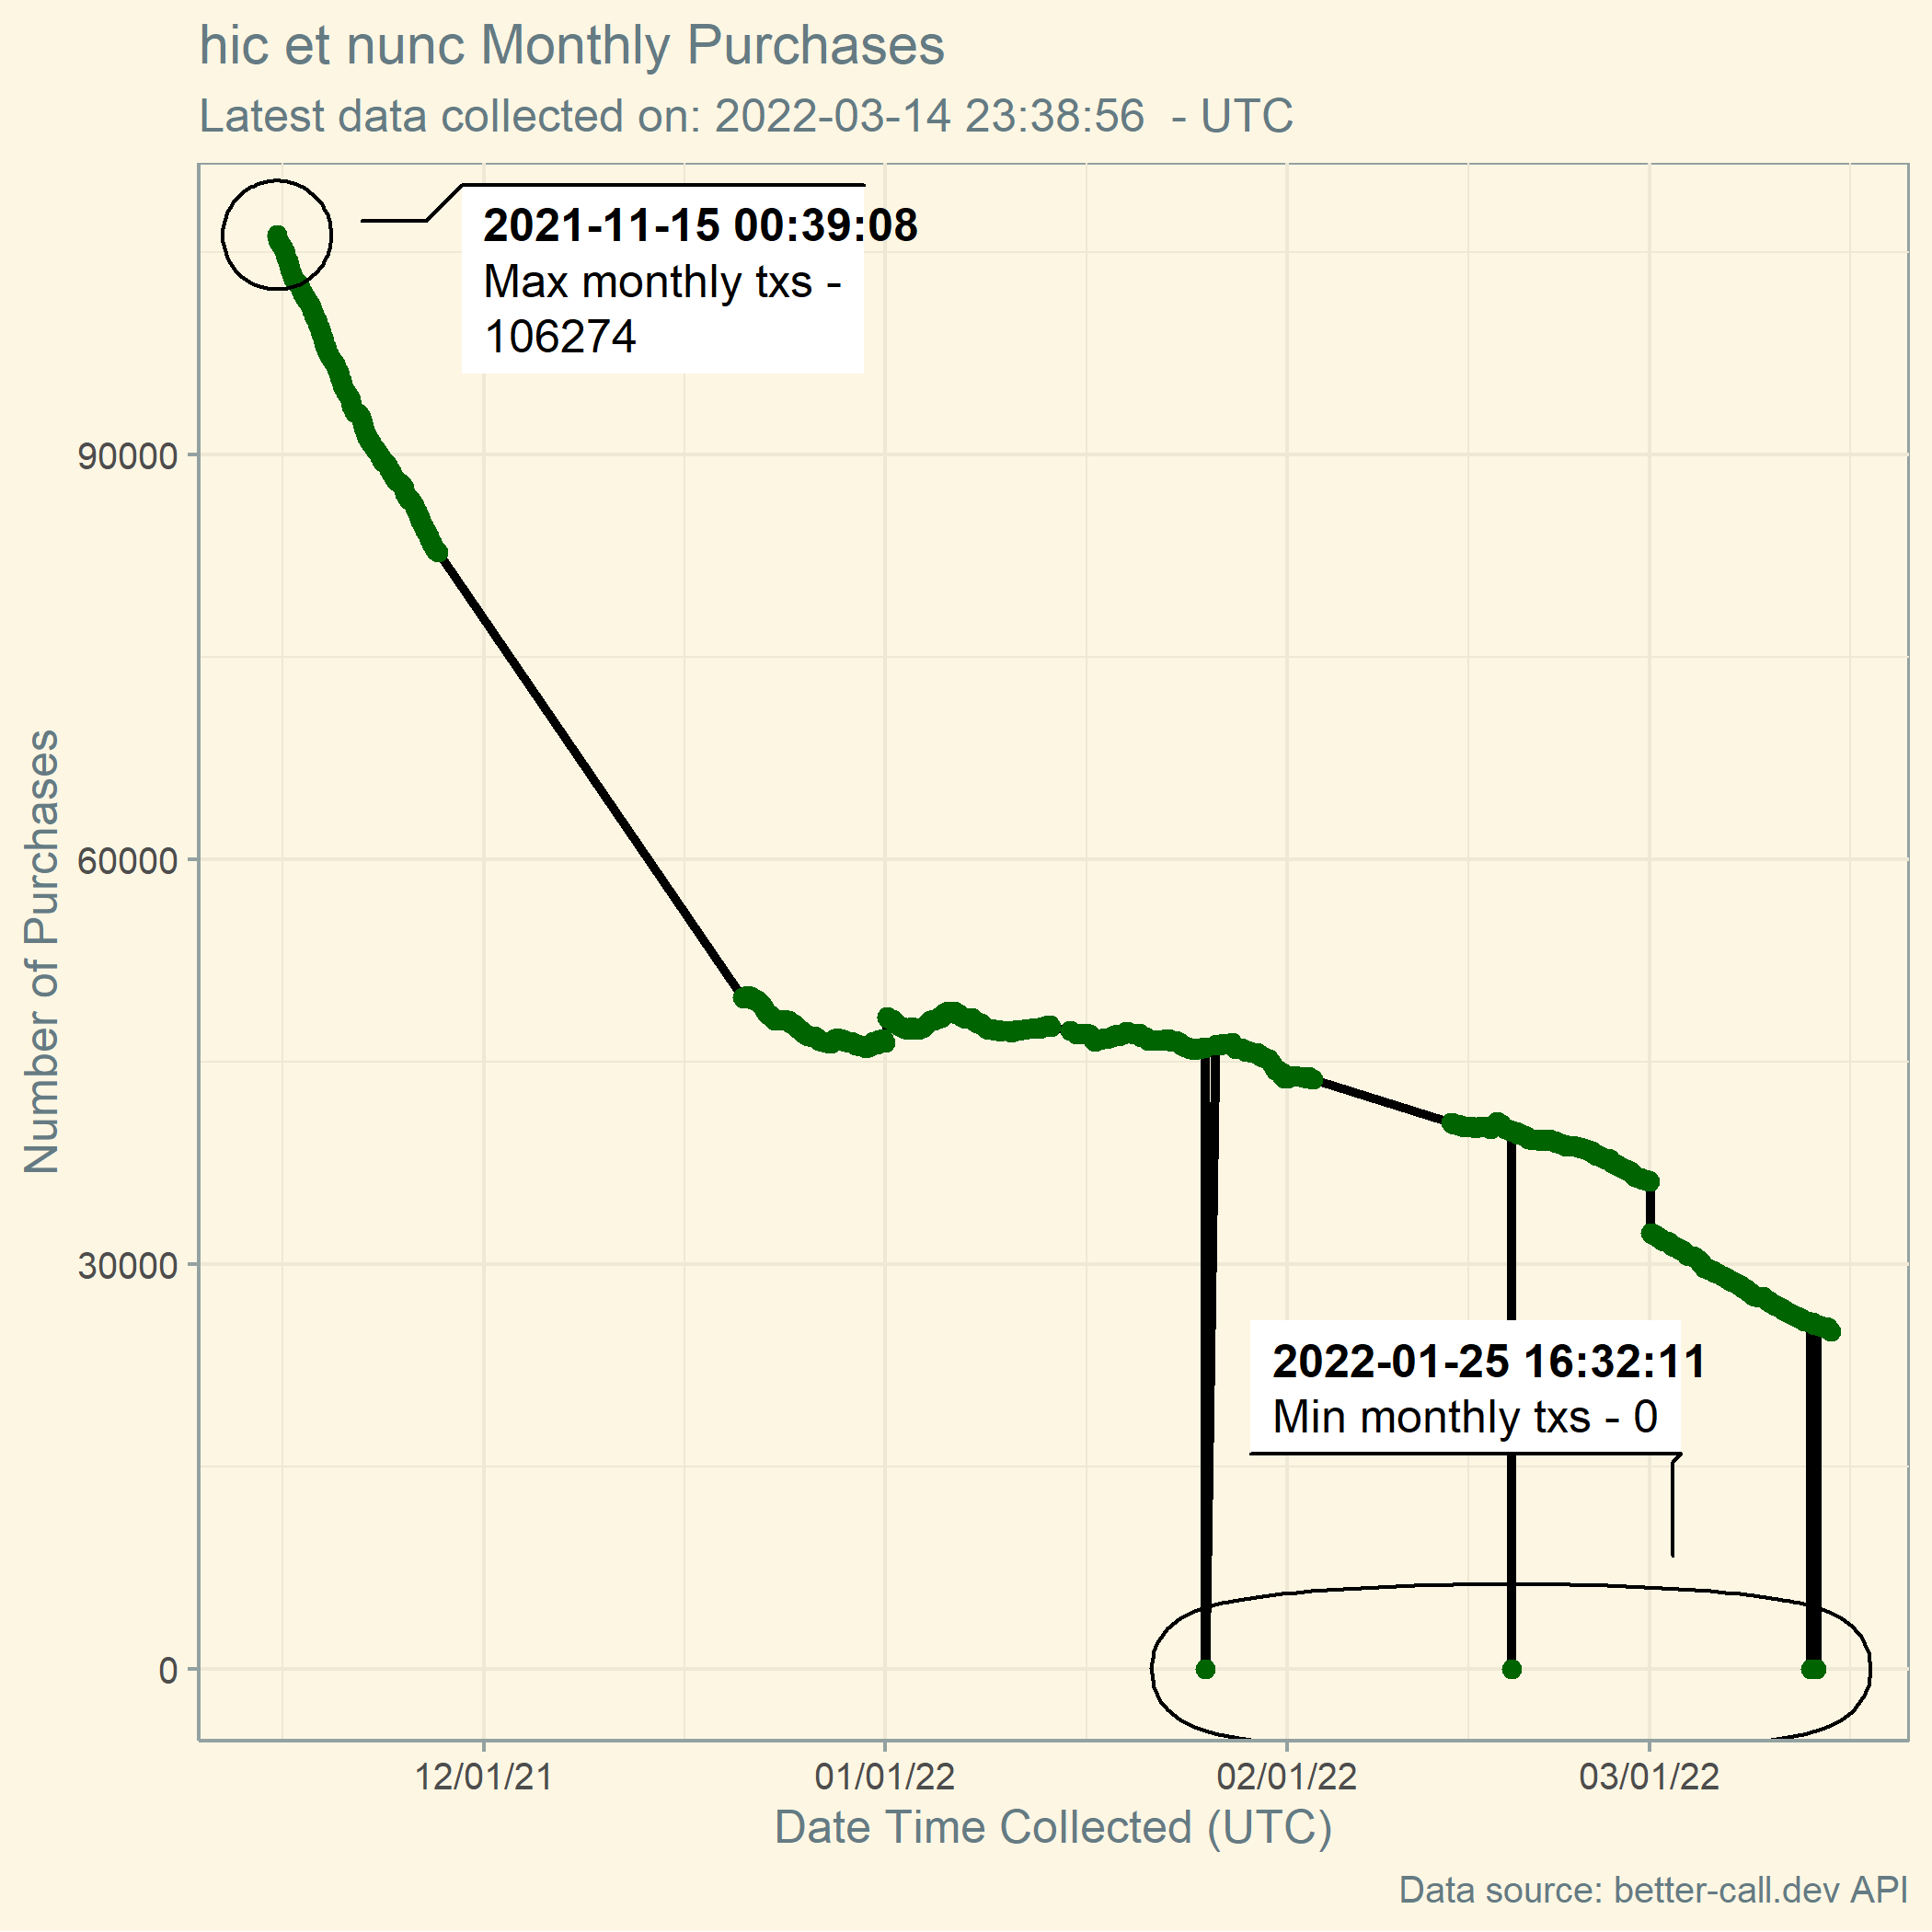 hic et nunc Monthly Purchases
Latest data collected on: 2022-03-14 23:38:56  - UTC
2021-11-15 00:39:08
Max monthly txs -
106274
90000
60000
30000
0
Number of Purchases
2022-01-25 16:32:11
Min monthly txs - 0
12/01/21
01/01/22
02/01/22
03/01/22
Date Time Collected (UTC)
Data source: better-call.dev API